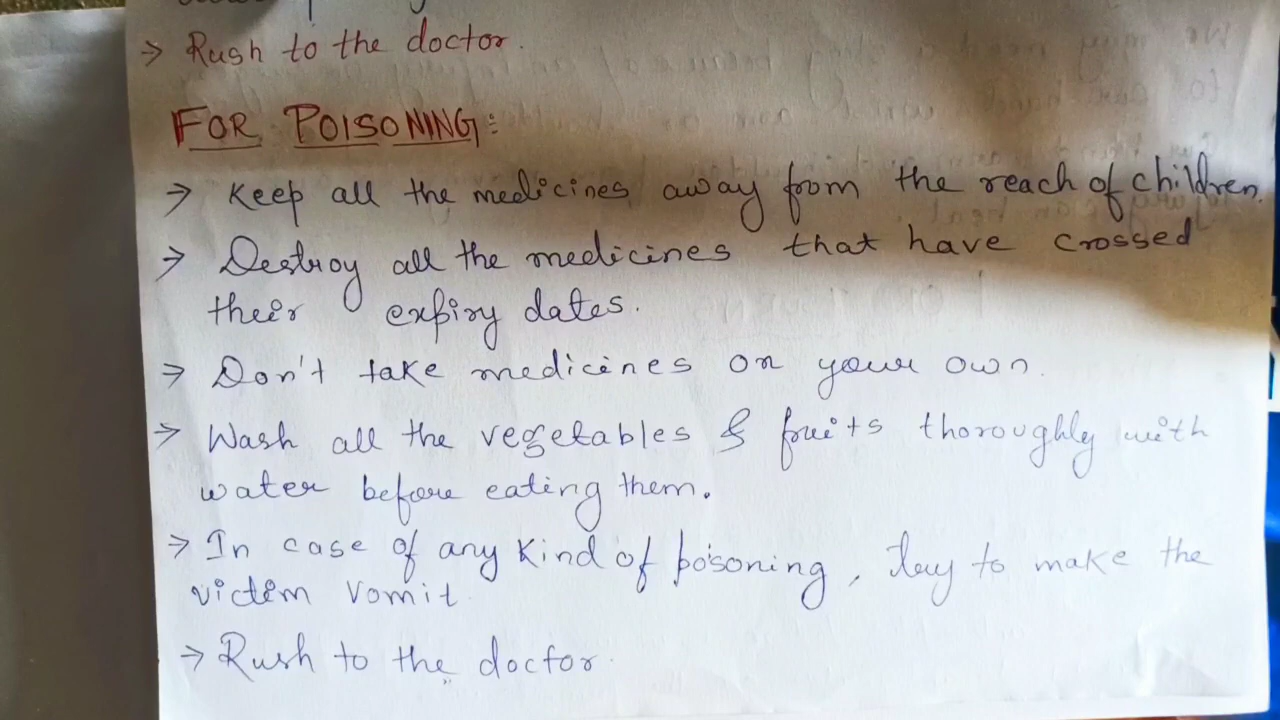 → Rush to the doctor.
FOR POISONING:
→ Keep all the medicines away from the reach of children.
→ Destroy all the medicines that have crossed
their expiry dates.
→ Don't take medicines on your own.
→ Wash all the vegetables & fruits thoroughly with
water before eating them.
→ In case of any kind of poisoning, try to make the
victim vomit.
→ Rush to the doctor.